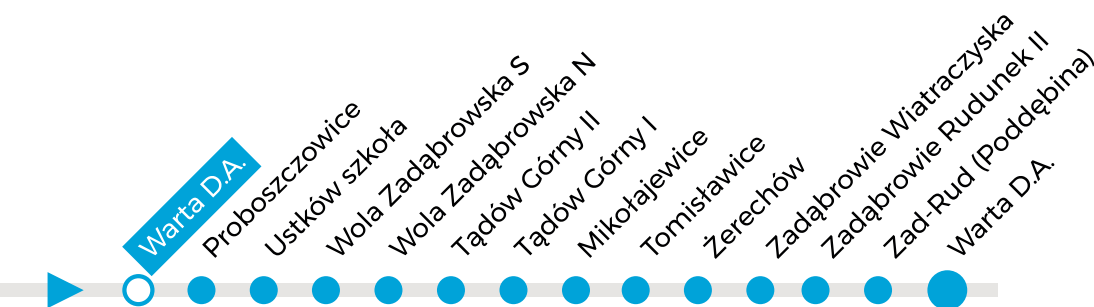 Warta D.A.
Proboszczowice
Ustków szkoła
Wola Zadąbrowska S
Wola Zadąbrowska N
Tądów Górny II
Tądów Górny I
Mikołajewice
Tomisławice
Żerechów
Zadąbrowie Wiatraczyska
Zadąbrowie Rudunek II
Zad-Rud (Poddębina)
Warta D.A.